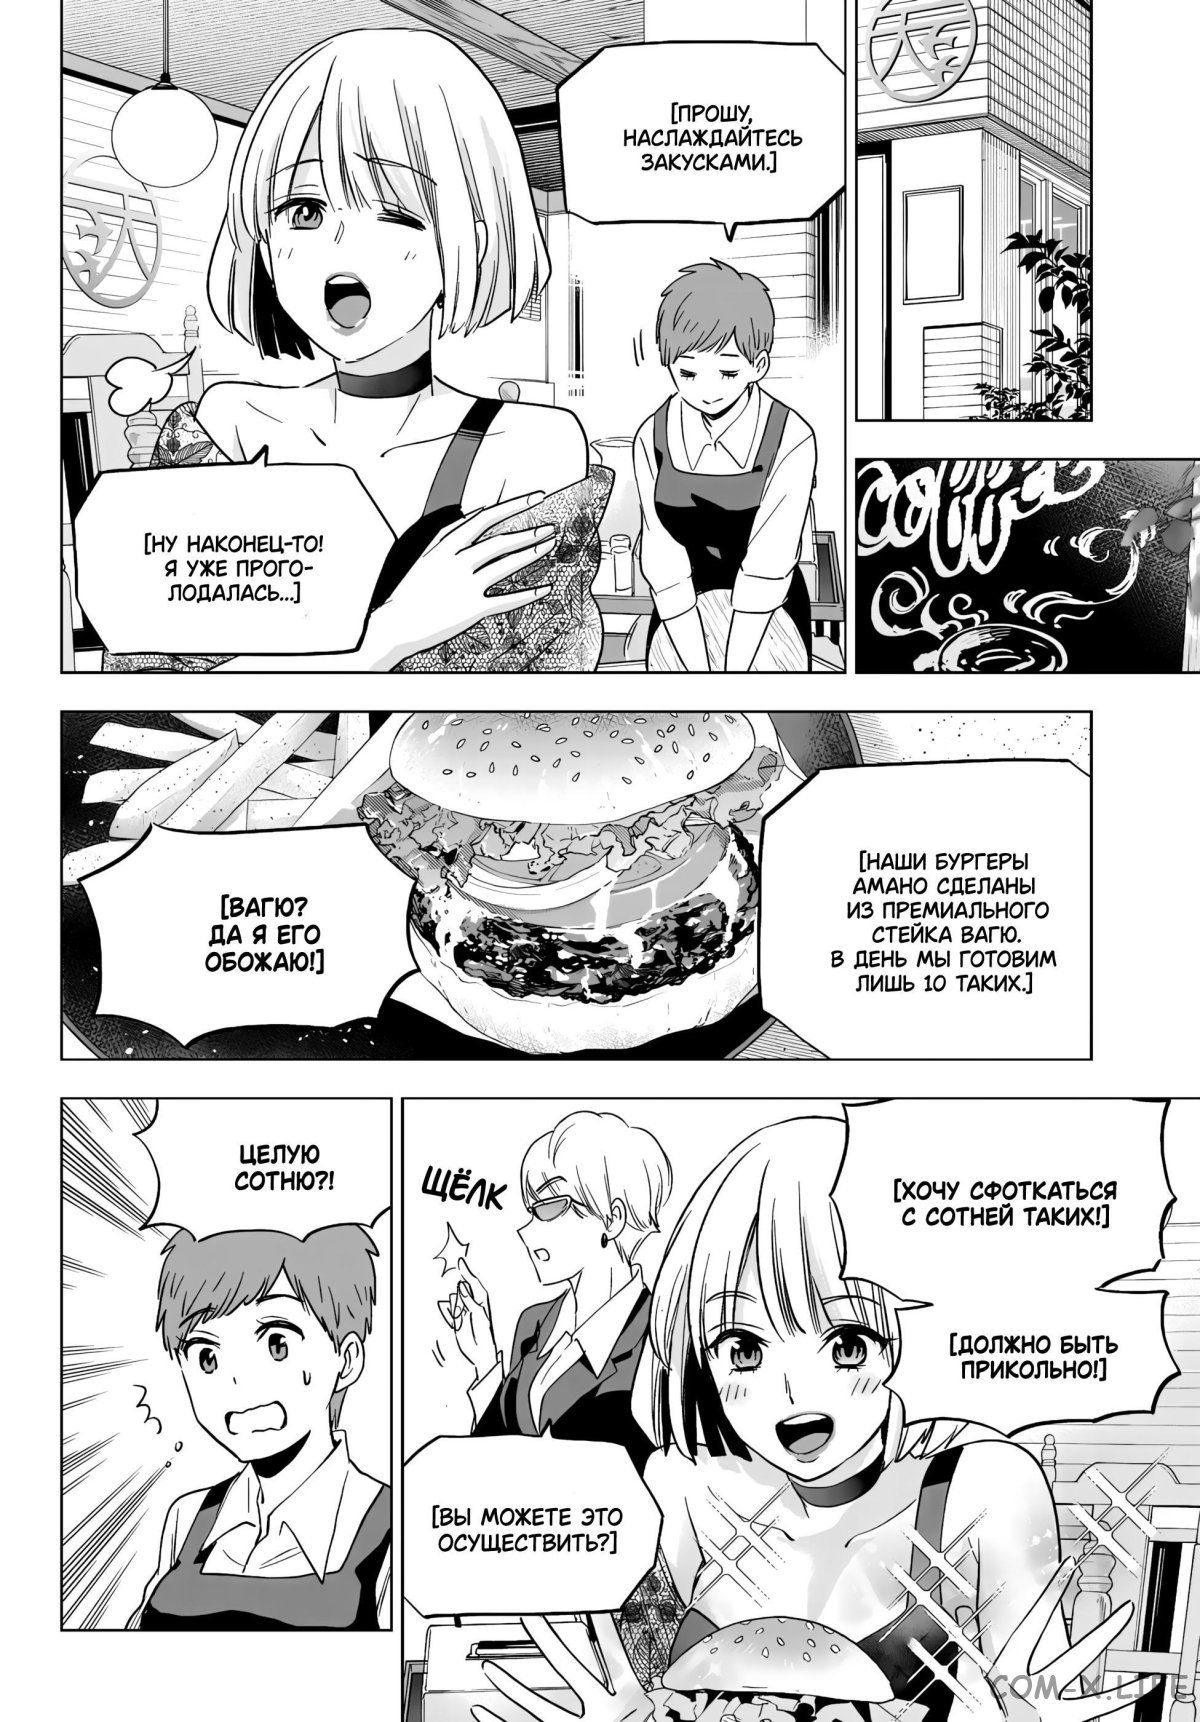 天
[ПРОШУ,
НАСЛАЖДАЙТЕСЬ
ЗАКУСКАМИ.]
天
[НУ НАКОНЕЦ-ТО!
Я УЖЕ ПРОГО-
ЛОДАЛАСЬ...]
[НАШИ БУРГЕРЫ
АМАНО СДЕЛАНЫ
ИЗ ПРЕМИАЛЬНОГО
СТЕЙКА ВАГЮ.
В ДЕНЬ МЫ ГОТОВИМ
ЛИШЬ 10 ТАКИХ.]
[ВАГЮ?
ДА Я ЕГО
ОБОЖАЮ!]
[ХОЧУ СФОТКАТЬСЯ
С СОТНЕЙ ТАКИХ!]
[ДОЛЖНО БЫТЬ
ПРИКОЛЬНО!]
ЩЁЛК
[ВЫ МОЖЕТЕ ЭТО
ОСУЩЕСТВИТЬ?]
ЦЕЛУЮ
СОТНЮ?!
COM-X.LIFE